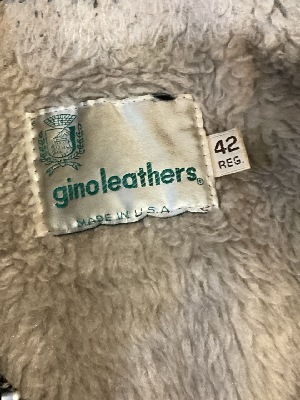 ginoleathers®
MADE IN U.S.A
42
REG.